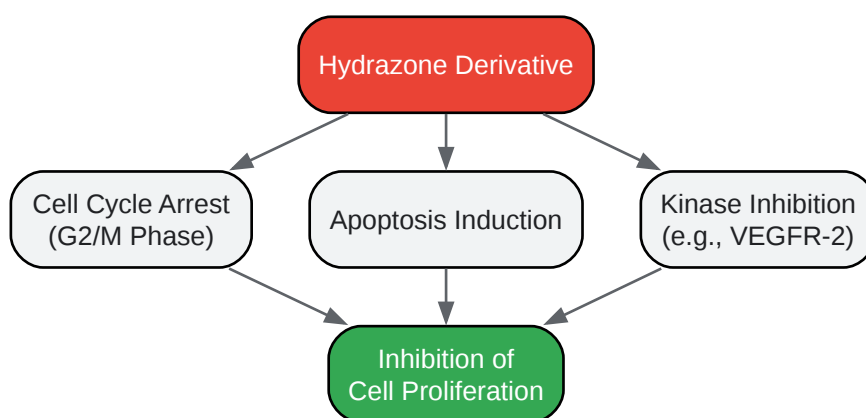 Hydrazone Derivative
Cell Cycle Arrest
(G2/M Phase)
Apoptosis Induction
Kinase Inhibition
(e.g., VEGFR-2)
Inhibition of
Cell Proliferation